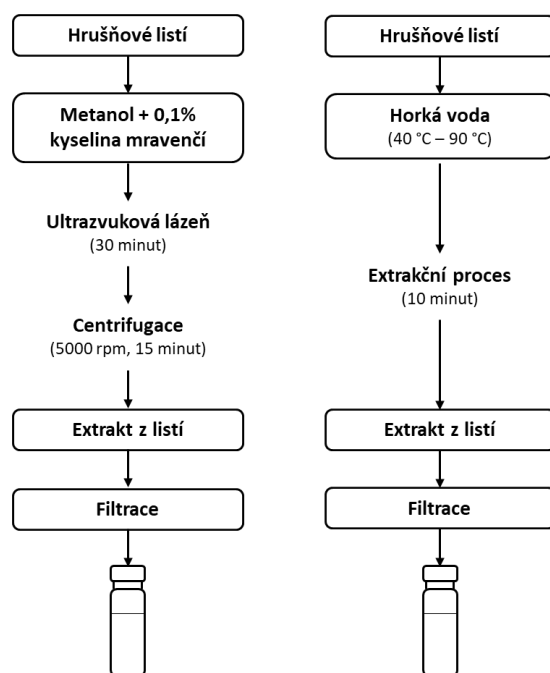 Hrušňové listí
Metanol + 0,1%
kyselina mravenčí
Ultrazvuková lázeň
(30 minut)
Centrifugace
(5000 rpm, 15 minut)
Extrakt z listí
Filtrace
Hrušňové listí
Horká voda
(40 °C – 90 °C)
Extrakční proces
(10 minut)
Extrakt z listí
Filtrace